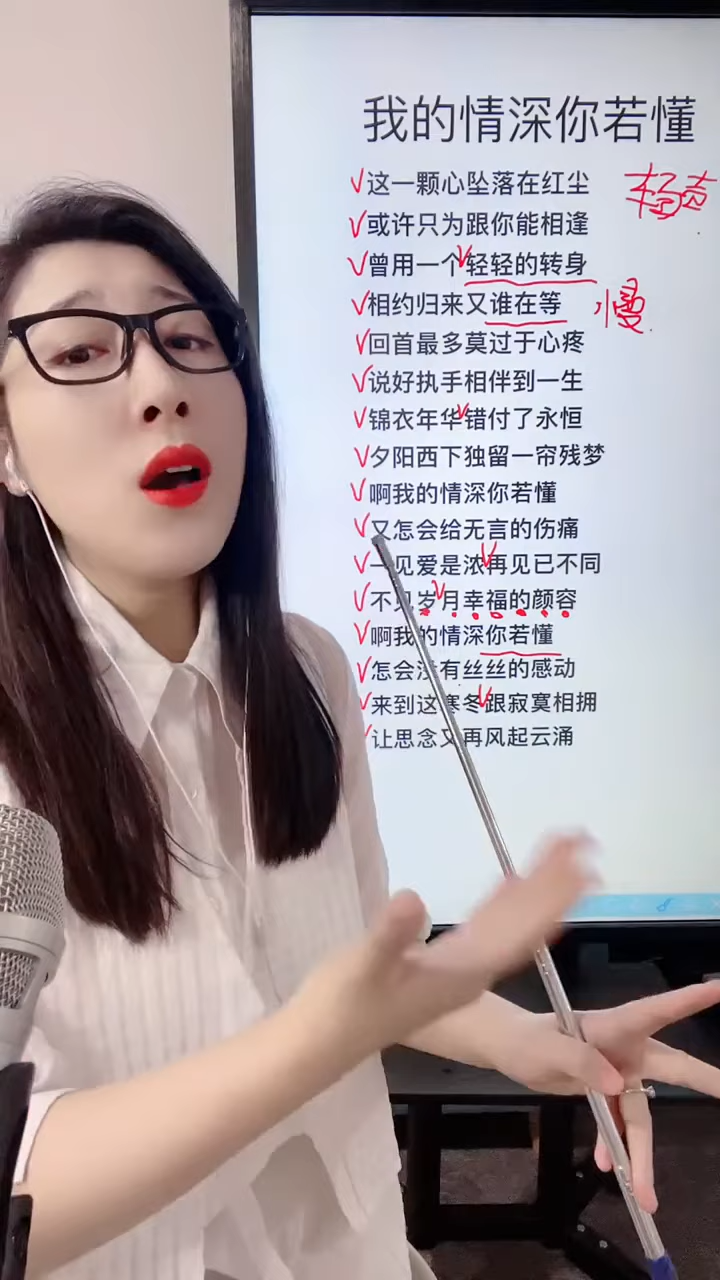 我的情深你若懂
这一颗心坠落在红尘
或许只为跟你能相逢
曾用一个轻轻的转身
相约归来又谁在等
慢
回首最多莫过于心疼
说好执手相伴到一生
锦衣年华错付了永恒
夕阳西下独留一帘残梦
啊我的情深你若懂
又怎会给无言的伤痛
一见爱是浓再见已不同
不见岁月幸福的颜容
啊我的情深你若懂
怎会没有丝丝的感动
来到这寒冬跟寂寞相拥
让思念又再风起云涌